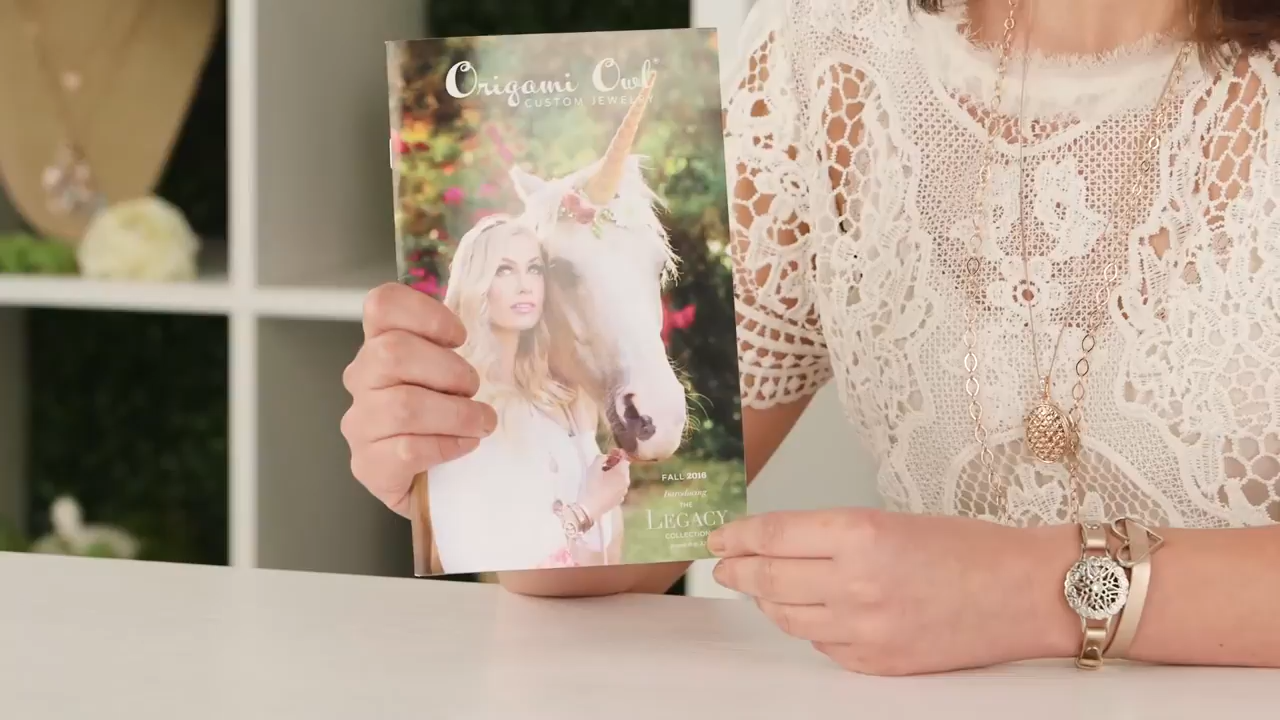 Origami Owl
CUSTOM JEWELRY
FALL 2016
Introducing
THE
LEGACY
COLLECTION